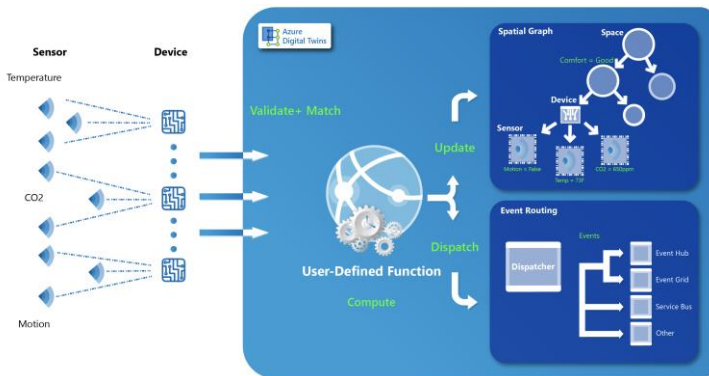 Sensor
Device
Temperature
CO2
Motion
Azure
Digital Twins
Validate+ Match
Update
Dispatch
User-Defined Function
Compute
Spatial Graph
Space
Comfort = Good
Device
Sensor
Motion = False
Temp = 73F
CO2 = 850ppm
Event Routing
Events
Dispatcher
Event Hub
Event Grid
Service Bus
Other